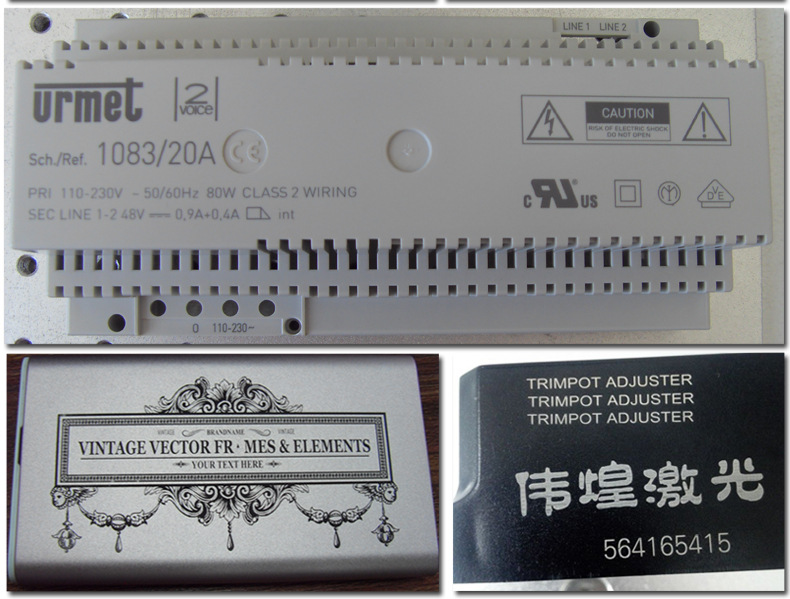 LINE 1 LINE 2
urmet 2 VOICE
Sch./Ref. 1083/20A CE
CAUTION
RISK OF ELECTRIC SHOCK
DO NOT OPEN
PRI 110-230V ~ 50/60Hz 80W CLASS 2 WIRING
SEC LINE 1-2 48V 0,9A+0,4A int
c RU US
VDE
0 110-230~
VINTAGE BRANDNAME VINTAGE
VINTAGE VECTOR FR· MES & ELEMENTS
YOUR TEXT HERE
TRIMPOT ADJUSTER
TRIMPOT ADJUSTER
TRIMPOT ADJUSTER
伟煌激光
564165415